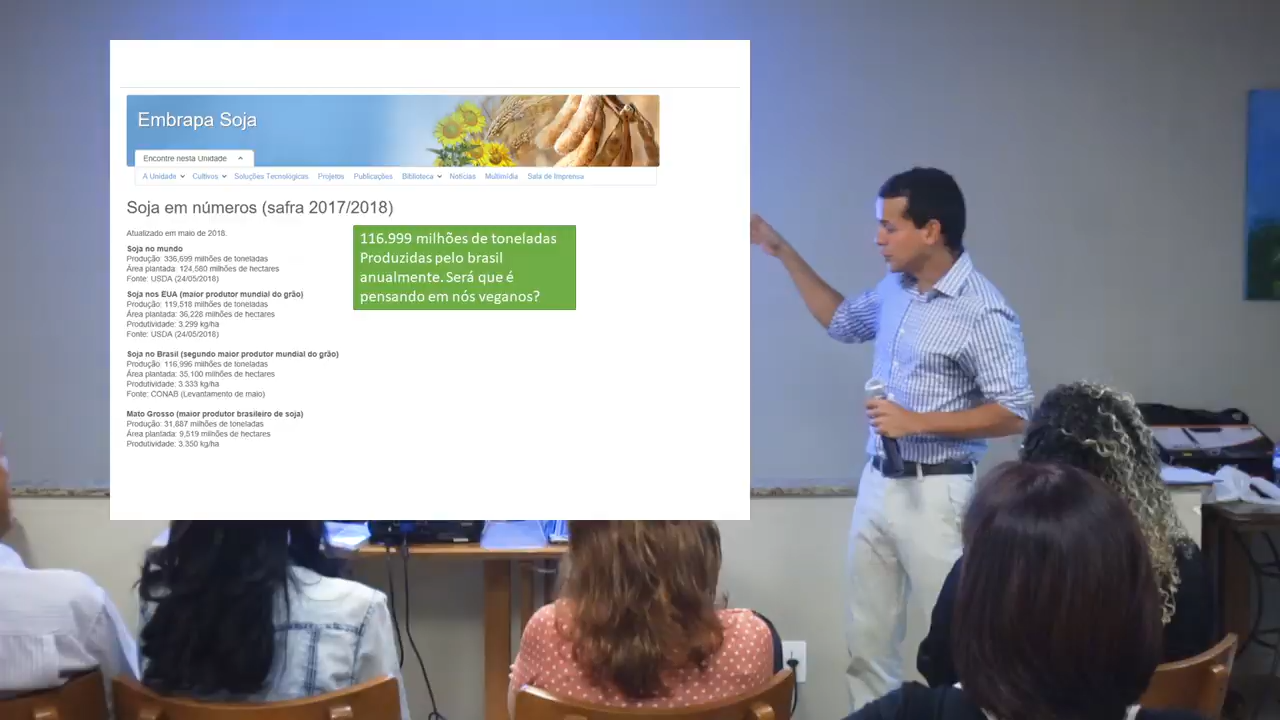 Embrapa Soja
Encontre nesta Unidade
A Unidade Cultivos Soluções Tecnológicas Projetos Publicações Biblioteca Notícias Multimídia Sala de Imprensa
Soja em números (safra 2017/2018)
Atualizado em maio de 2018.
Soja no mundo
Produção: 336,699 milhões de toneladas
Área plantada: 124,580 milhões de hectares
Fonte: USDA (24/05/2018)
Soja nos EUA (maior produtor mundial do grão)
Produção: 119,518 milhões de toneladas
Área plantada: 36,228 milhões de hectares
Produtividade: 3.299 kg/ha
Fonte: USDA (24/05/2018)
Soja no Brasil (segundo maior produtor mundial do grão)
Produção: 116,996 milhões de toneladas
Área plantada: 35,100 milhões de hectares
Produtividade: 3.333 kg/ha
Fonte: CONAB (Levantamento de maio)
Mato Grosso (maior produtor brasileiro de soja)
Produção: 31,887 milhões de toneladas
Área plantada: 9,519 milhões de hectares
Produtividade: 3.350 kg/ha
116.999 milhões de toneladas
Produzidas pelo brasil
anualmente. Será que é
pensando em nós veganos?